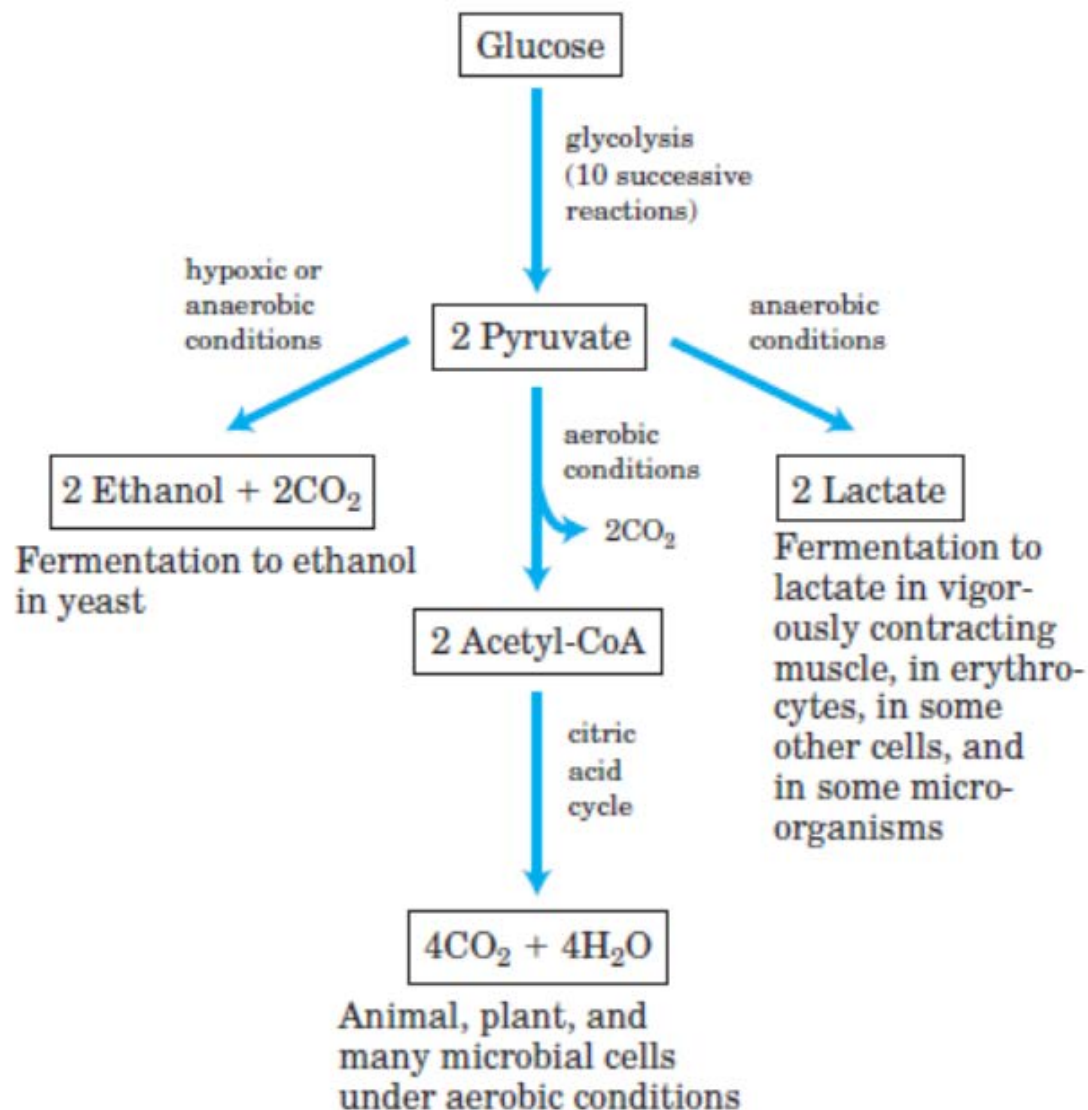 Glucose
glycolysis
(10 successive
reactions)
hypoxic or
anaerobic
conditions
2 Pyruvate
anaerobic
conditions
aerobic
conditions
2CO₂
2 Ethanol + 2CO₂
Fermentation to ethanol
in yeast
2 Lactate
Fermentation to
lactate in vigor-
ously contracting
muscle, in erythro-
cytes, in some
other cells, and
in some micro-
organisms
2 Acetyl-CoA
citric
acid
cycle
4CO₂ + 4H₂O
Animal, plant, and
many microbial cells
under aerobic conditions